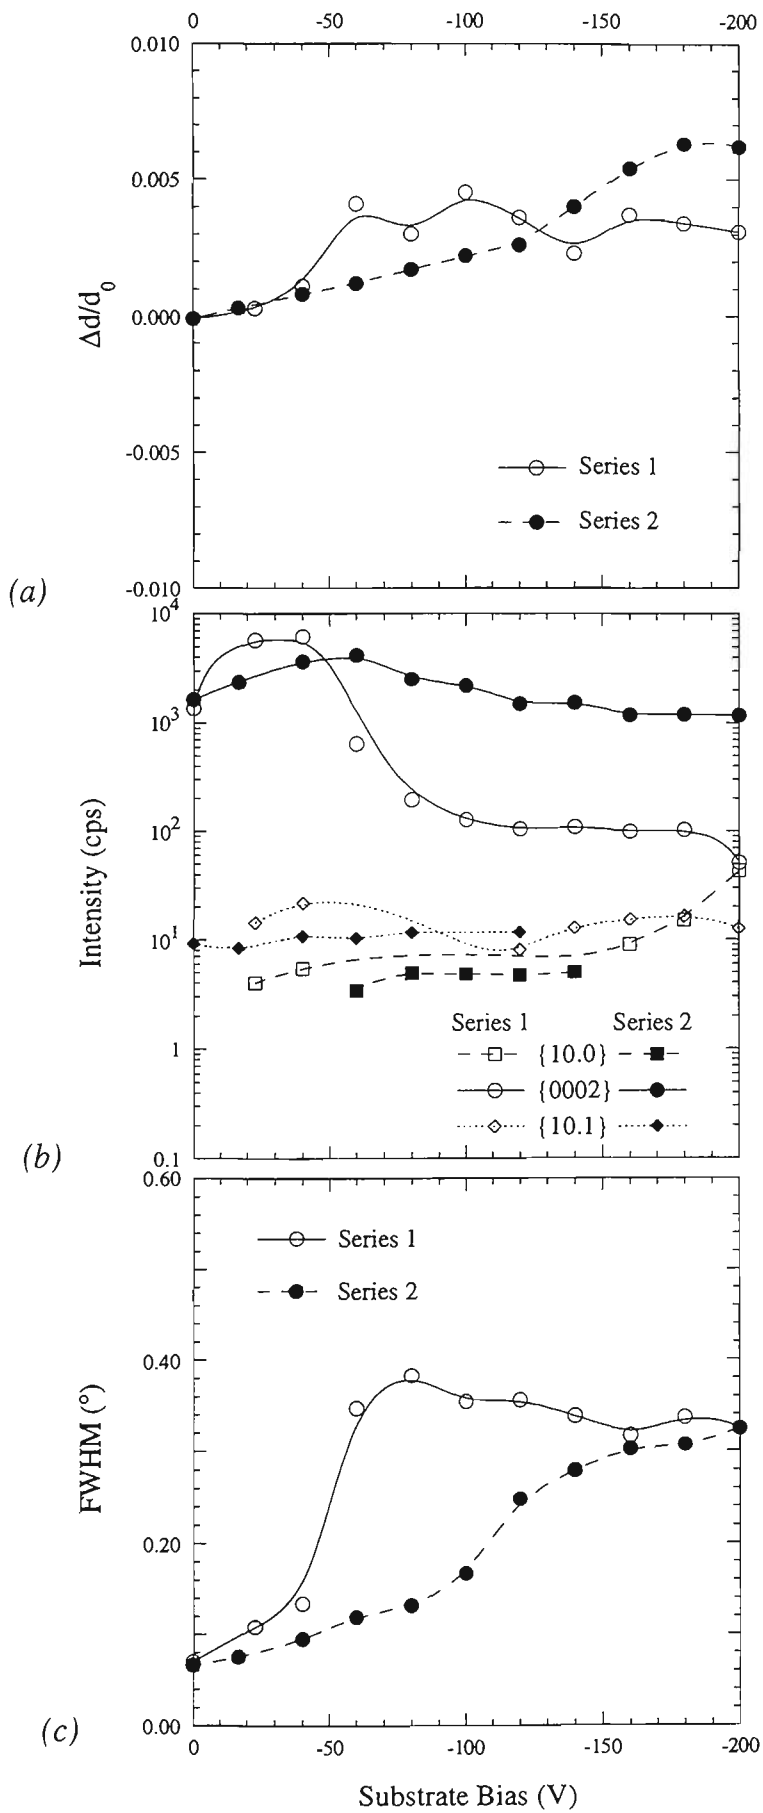 0 -50 -100 -150 -200
0.010
0.005
0.000
-0.005
-0.010
Δd/d0
Series 1
Series 2
(a)
10^4
10^3
10^2
10^1
1
0.1
Intensity (cps)
Series 1 Series 2
{10.0}
{0002}
{10.1}
(b)
0.60
0.40
0.20
0.00
FWHM (°)
Series 1
Series 2
(c)
0 -50 -100 -150 -200
Substrate Bias (V)